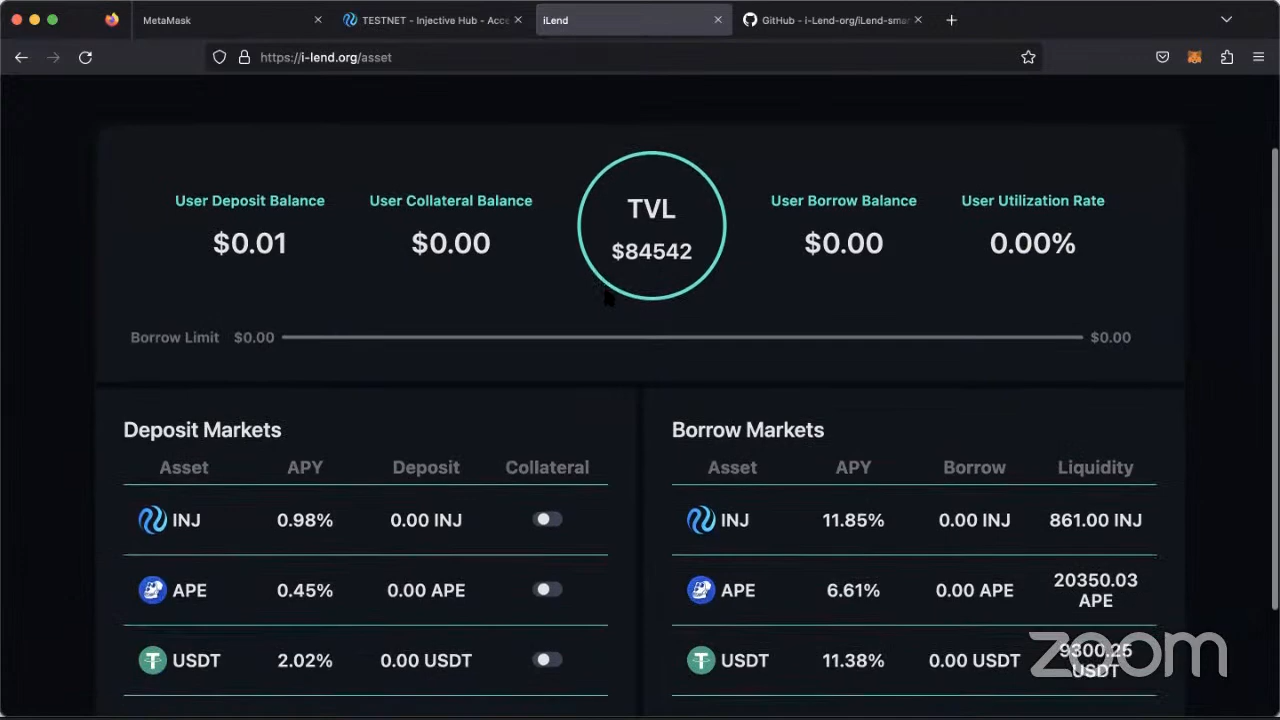 MetaMask
TESTNET - Injective Hub - Acce
iLend
GitHub - i-Lend-org/iLend-smar
https://i-lend.org/asset
User Deposit Balance
$0.01
User Collateral Balance
$0.00
TVL
$84542
User Borrow Balance
$0.00
User Utilization Rate
0.00%
Borrow Limit $0.00 $0.00
Deposit Markets
Asset APY Deposit Collateral
INJ 0.98% 0.00 INJ
APE 0.45% 0.00 APE
USDT 2.02% 0.00 USDT
Borrow Markets
Asset APY Borrow Liquidity
INJ 11.85% 0.00 INJ 861.00 INJ
APE 6.61% 0.00 APE 20350.03
APE
USDT 11.38% 0.00 USDT 9300.25
USDT
zoom